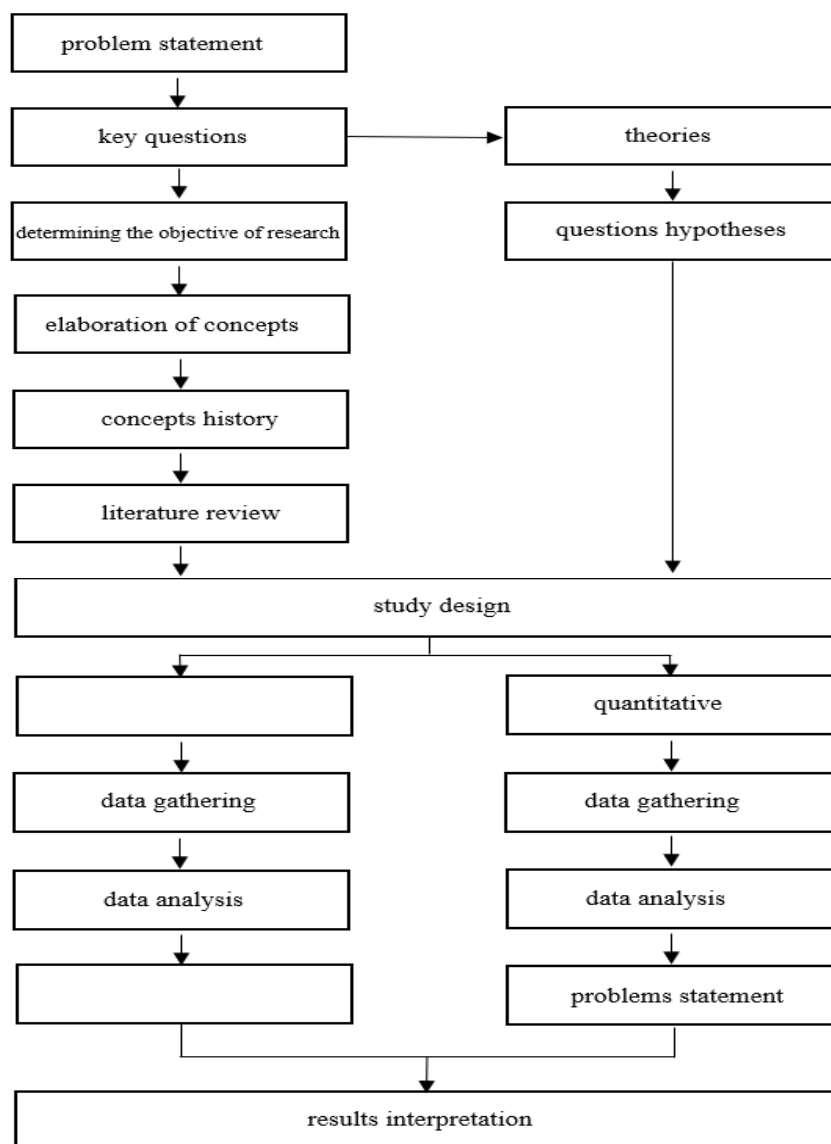 problem statement
key questions
theories
determining the objective of research
questions hypotheses
elaboration of concepts
concepts history
literature review
study design
quantitative
data gathering
data gathering
data analysis
data analysis
problems statement
results interpretation